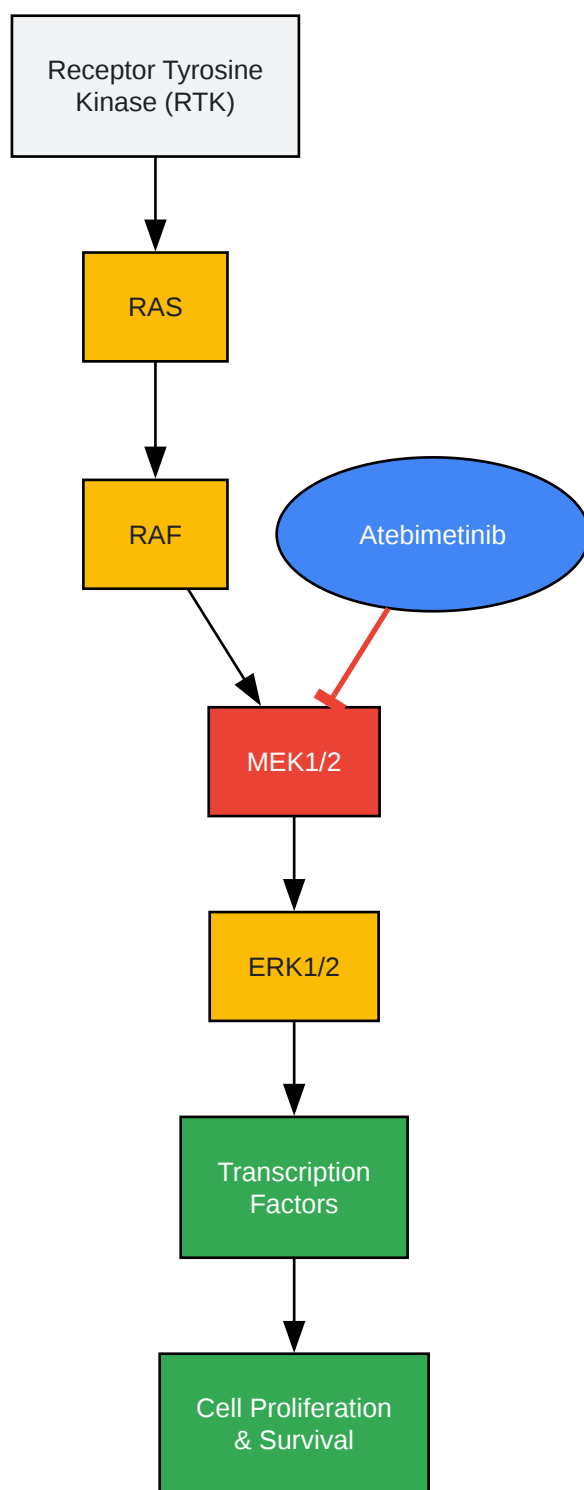 Receptor Tyrosine
Kinase (RTK)
RAS
RAF
Atebimetinib
MEK1/2
ERK1/2
Transcription
Factors
Cell Proliferation
& Survival